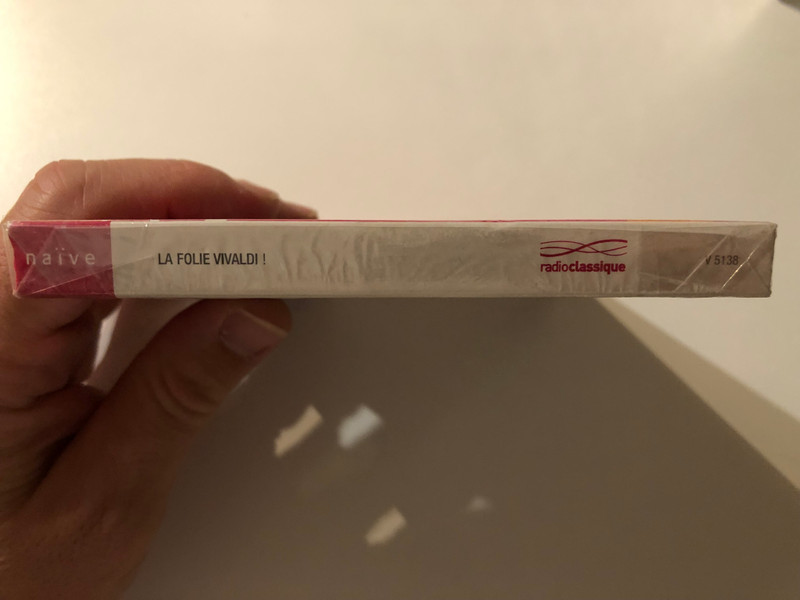 naïve
LA FOLIE VIVALDI !
radioclassique
V 5138